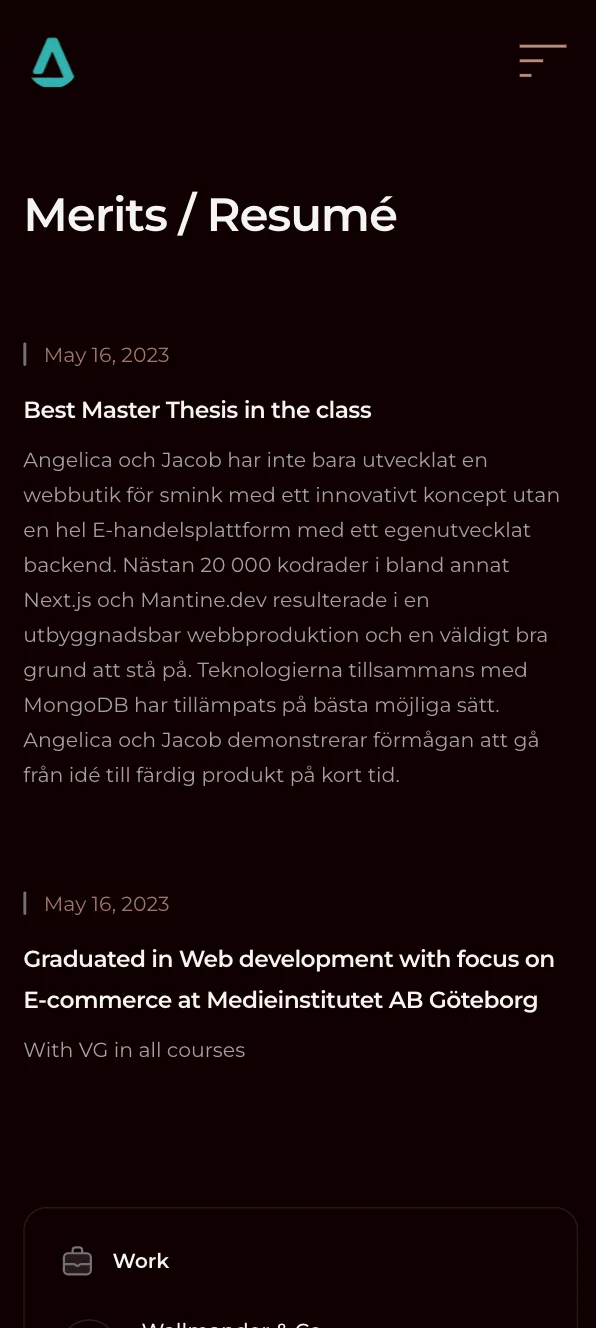 Merits / Resumé
May 16, 2023
Best Master Thesis in the class
Angelica och Jacob har inte bara utvecklat en
webbutik för smink med ett innovativt koncept utan
en hel E-handelsplattform med ett egenutvecklat
backend. Nästan 20 000 kodrader i bland annat
Next.js och Mantine.dev resulterade i en
utbyggnadsbar webbproduktion och en väldigt bra
grund att stå på. Teknologierna tillsammans med
MongoDB har tillämpats på bästa möjliga sätt.
Angelica och Jacob demonstrerar förmågan att gå
från idé till färdig produkt på kort tid.
May 16, 2023
Graduated in Web development with focus on
E-commerce at Medieinstitutet AB Göteborg
With VG in all courses
Work